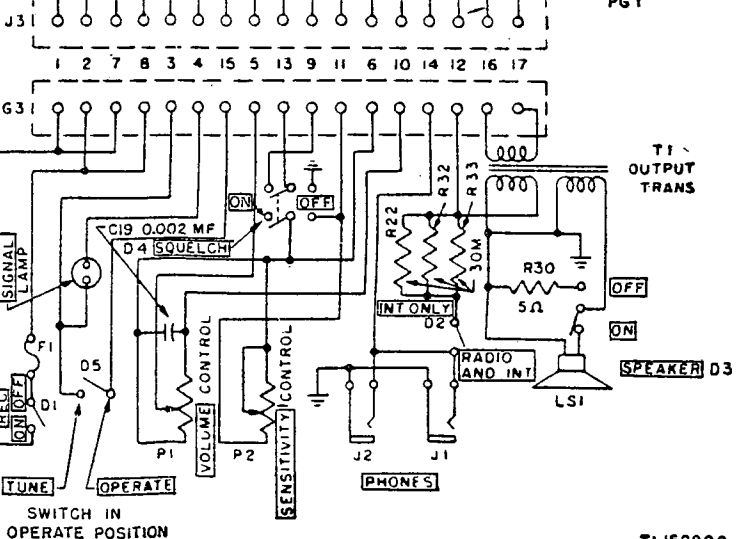 PG1
J3
1 2 7 8 3 4 15 5 13 9 11 6 10 14 12 16 17
G3
T1
OUTPUT
TRANS
ON
OFF
C19 0.002 MF
D4 SQUELCH
R22
R32
R33
30M
SIGNAL
LAMP
R30
5Ω
OFF
ON
INT ONLY
D2
RADIO
AND INT
SPEAKER D3
LS1
F1
D5
REC
ON OFF
D1
P1
VOLUME CONTROL
P2
SENSITIVITY CONTROL
J2
J1
PHONES
TUNE
OPERATE
SWITCH IN
OPERATE POSITION